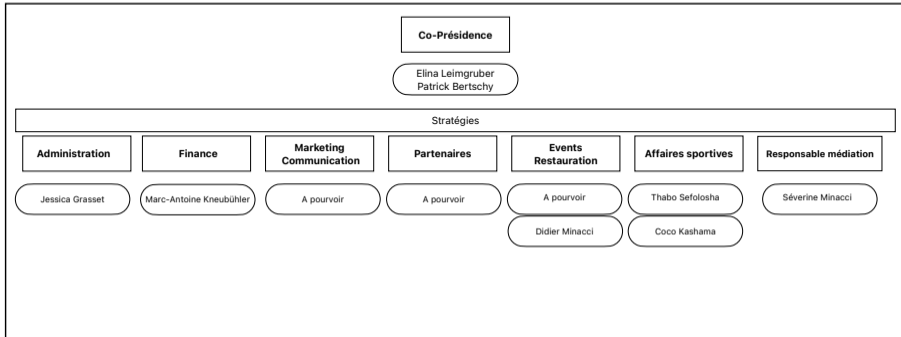 Co-Présidence
Elina Leimgruber
Patrick Bertschy
Stratégies
Administration
Finance
Marketing
Communication
Partenaires
Events
Restauration
Affaires sportives
Responsable médiation
Jessica Grasset
Marc-Antoine Kneubühler
A pourvoir
A pourvoir
A pourvoir
Thabo Sefolosha
Séverine Minacci
Didier Minacci
Coco Kashama